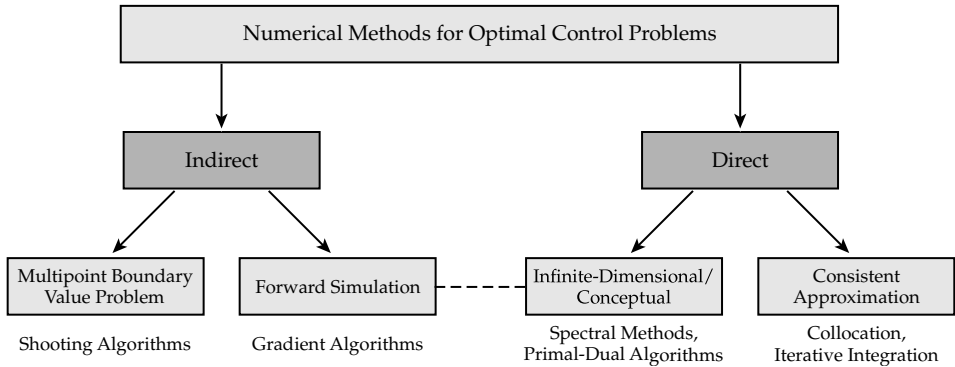 Numerical Methods for Optimal Control Problems
Indirect
Direct
Multipoint Boundary
Value Problem
Forward Simulation
Infinite-Dimensional/
Conceptual
Consistent
Approximation
Shooting Algorithms
Gradient Algorithms
Spectral Methods,
Primal-Dual Algorithms
Collocation,
Iterative Integration